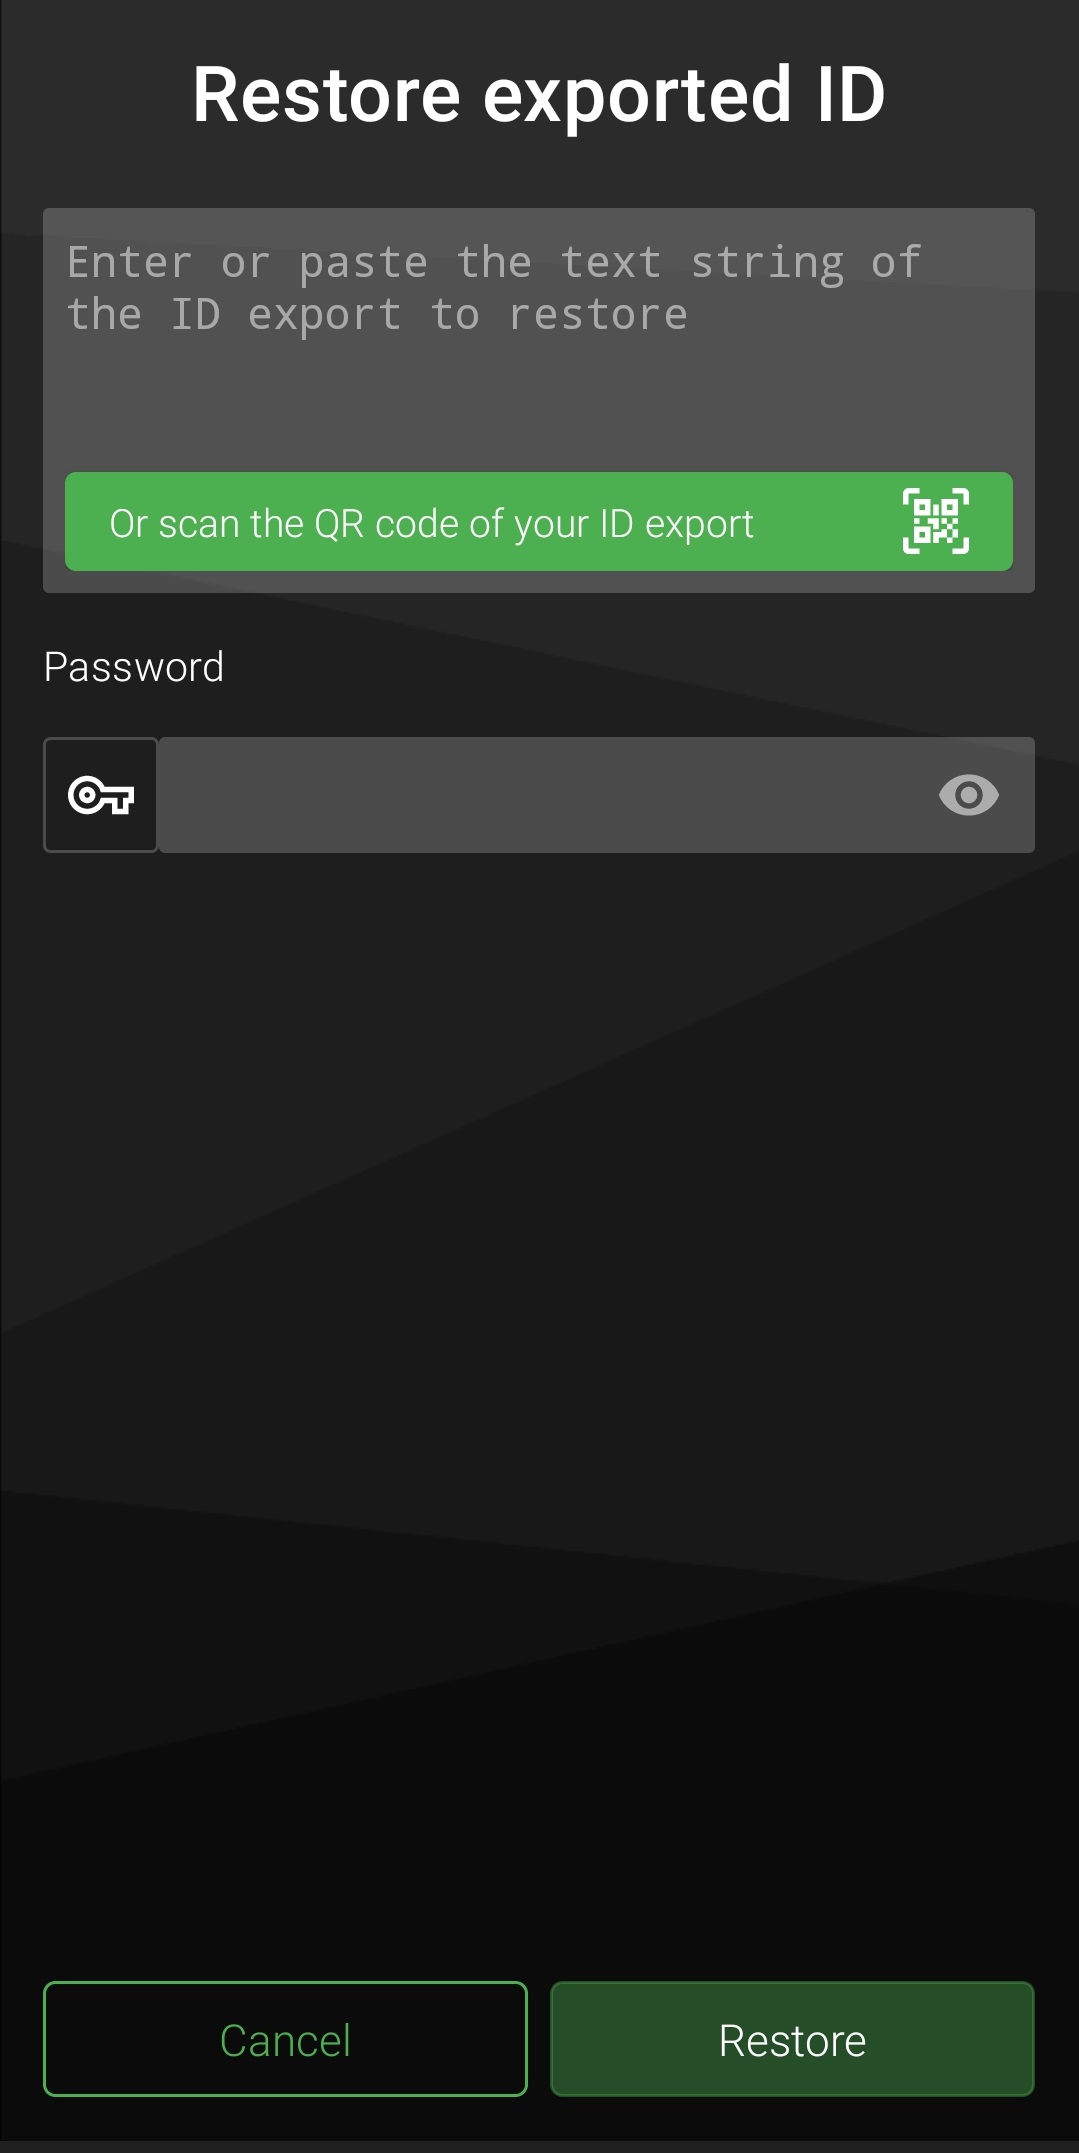 Restore exported ID
Enter or paste the text string of
the ID export to restore
Or scan the QR code of your ID export
Password
Cancel
Restore